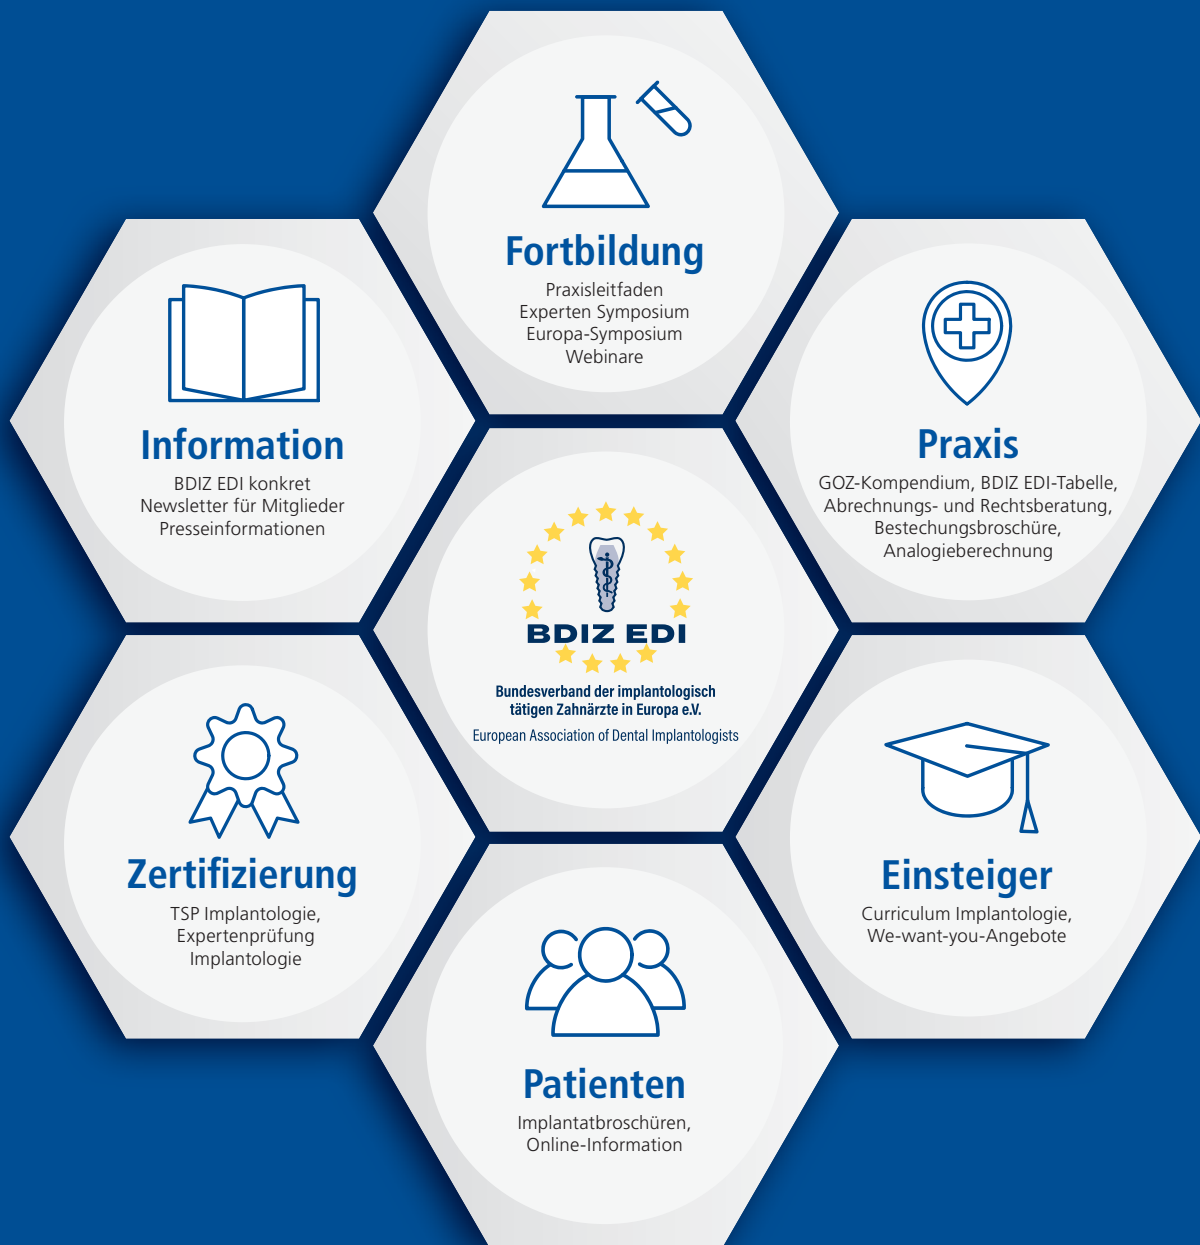 Fortbildung
Praxisleitfaden
Experten Symposium
Europa-Symposium
Webinare
Information
BDIZ EDI konkret
Newsletter für Mitglieder
Presseinformationen
Praxis
GOZ-Kompendium, BDIZ EDI-Tabelle,
Abrechnungs- und Rechtsberatung,
Bestechungsbroschüre,
Analogieberechnung
BDIZ EDI
Bundesverband der implantologisch
tätigen Zahnärzte in Europa e.V.
European Association of Dental Implantologists
Zertifizierung
TSP Implantologie,
Expertenprüfung
Implantologie
Einsteiger
Curriculum Implantologie,
We-want-you-Angebote
Patienten
Implantatbroschüren,
Online-Information